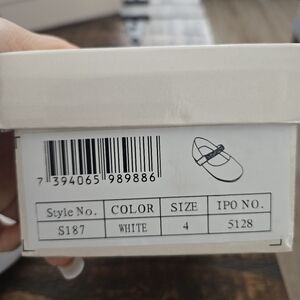 7 394065 989886
Style No. COLOR SIZE IPO NO.
S187 WHITE 4 5128